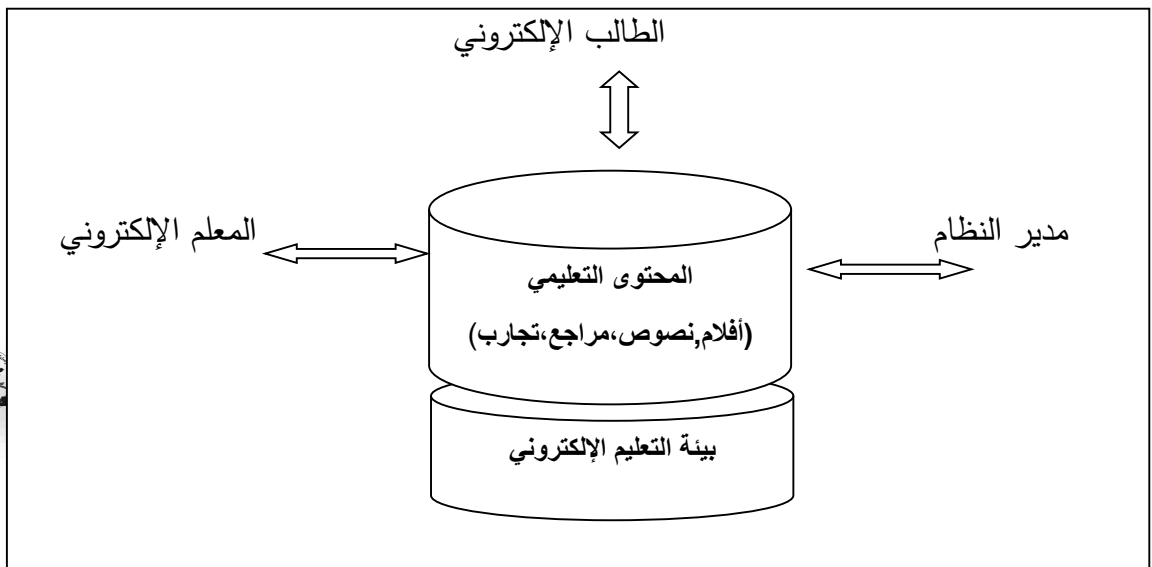 الطالب الإلكتروني
مدير النظام
المعلم الإلكتروني
المحتوى التعليمي
(أفلام,نصوص،مراجع،تجارب)
بيئة التعليم الإلكتروني